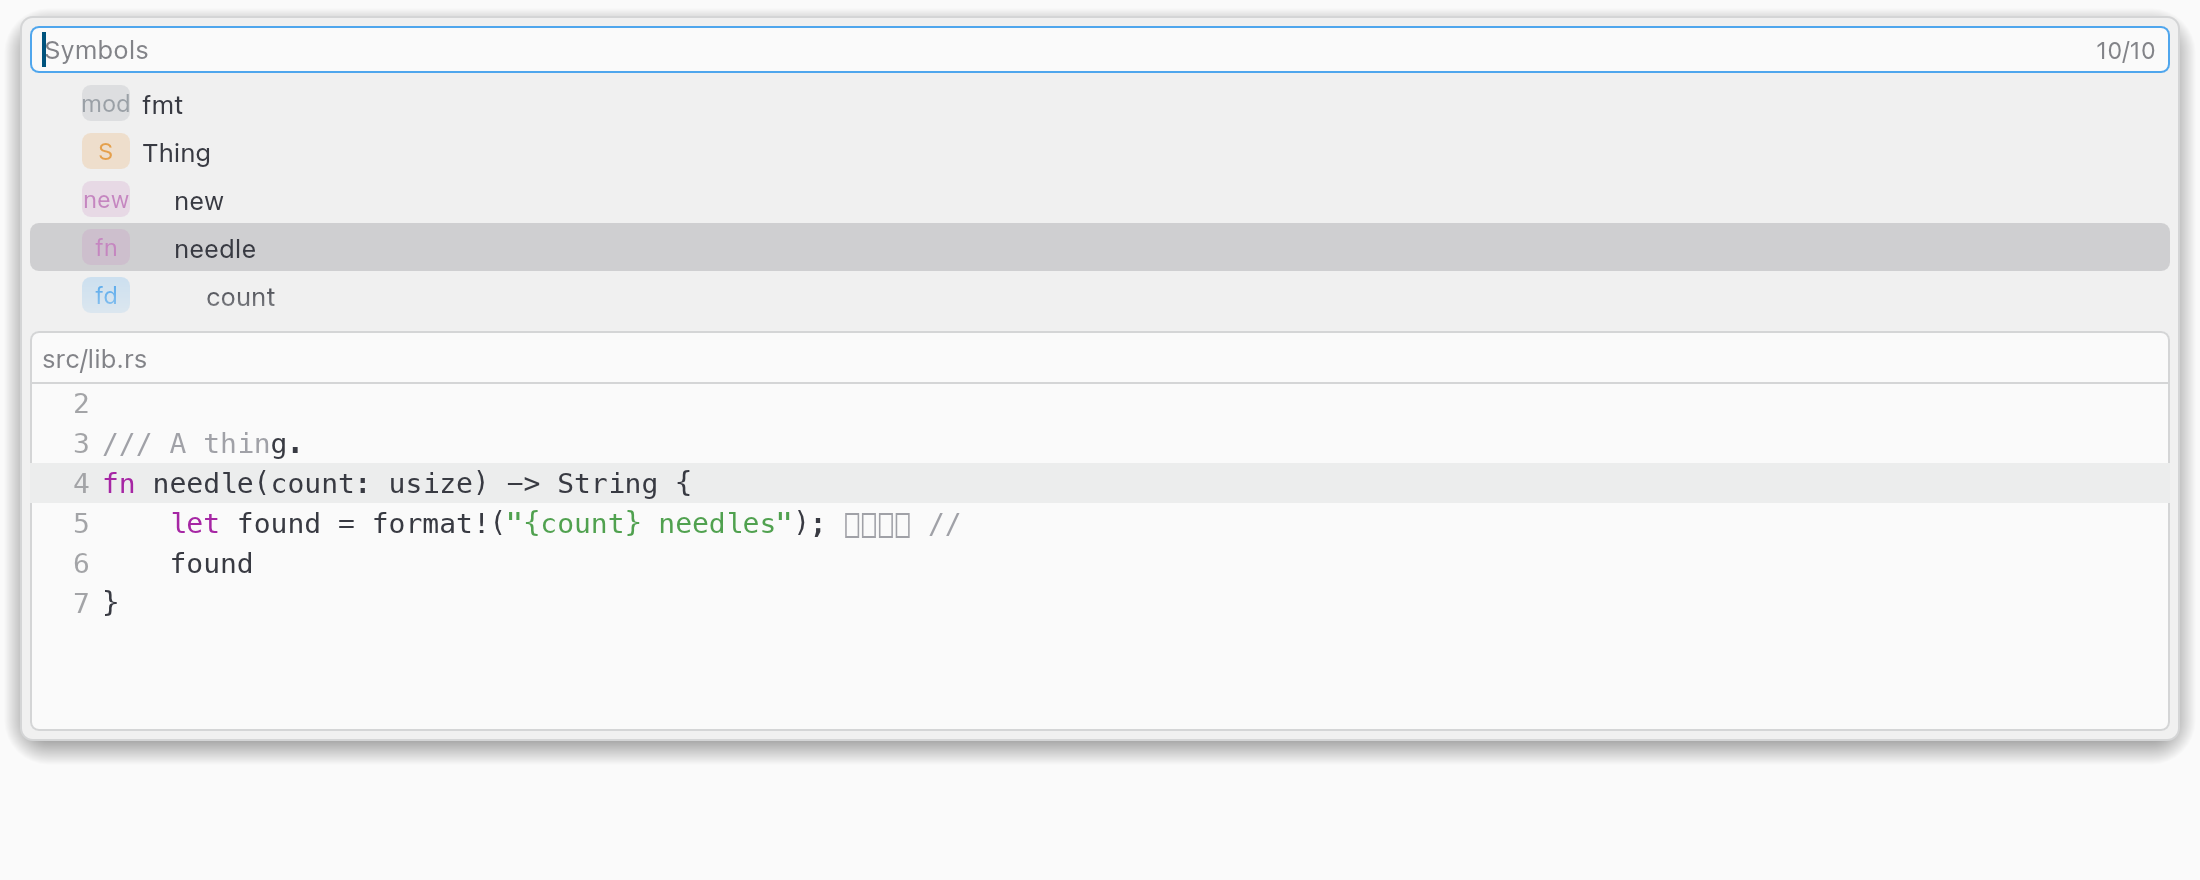 Symbols 10/10
mod fmt
S Thing
new new
fn needle
fd count
src/lib.rs
2
3 /// A thing.
4 fn needle(count: usize) -> String {
5     let found = format!("{count} needles"); □□□□ //
6     found
7 }